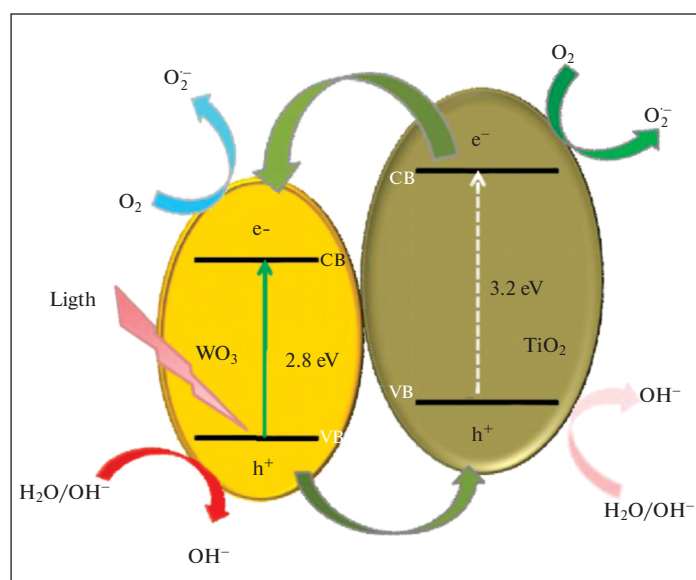 O₂
O₂·⁻
e⁻
O₂·⁻
CB
O₂
e-
CB
3.2 eV
Ligth
WO₃
2.8 eV
TiO₂
VB
OH⁻
h⁺
VB
h⁺
H₂O/OH⁻
H₂O/OH⁻
OH⁻